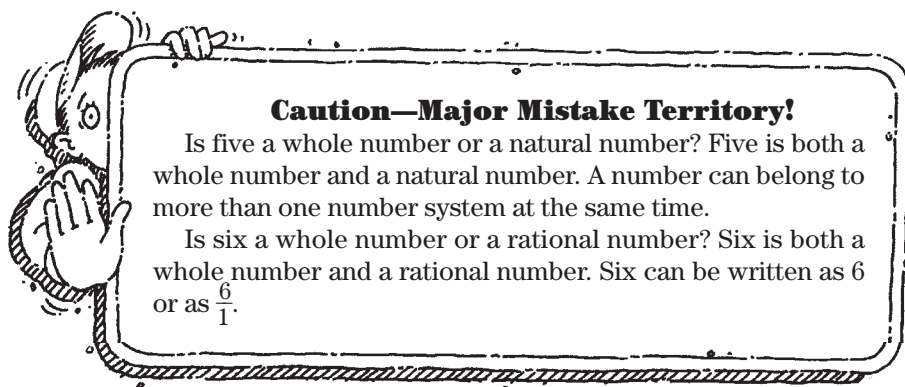 Caution—Major Mistake Territory!
Is five a whole number or a natural number? Five is both a
whole number and a natural number. A number can belong to
more than one number system at the same time.
Is six a whole number or a rational number? Six is both a
whole number and a rational number. Six can be written as 6
or as 6/1.